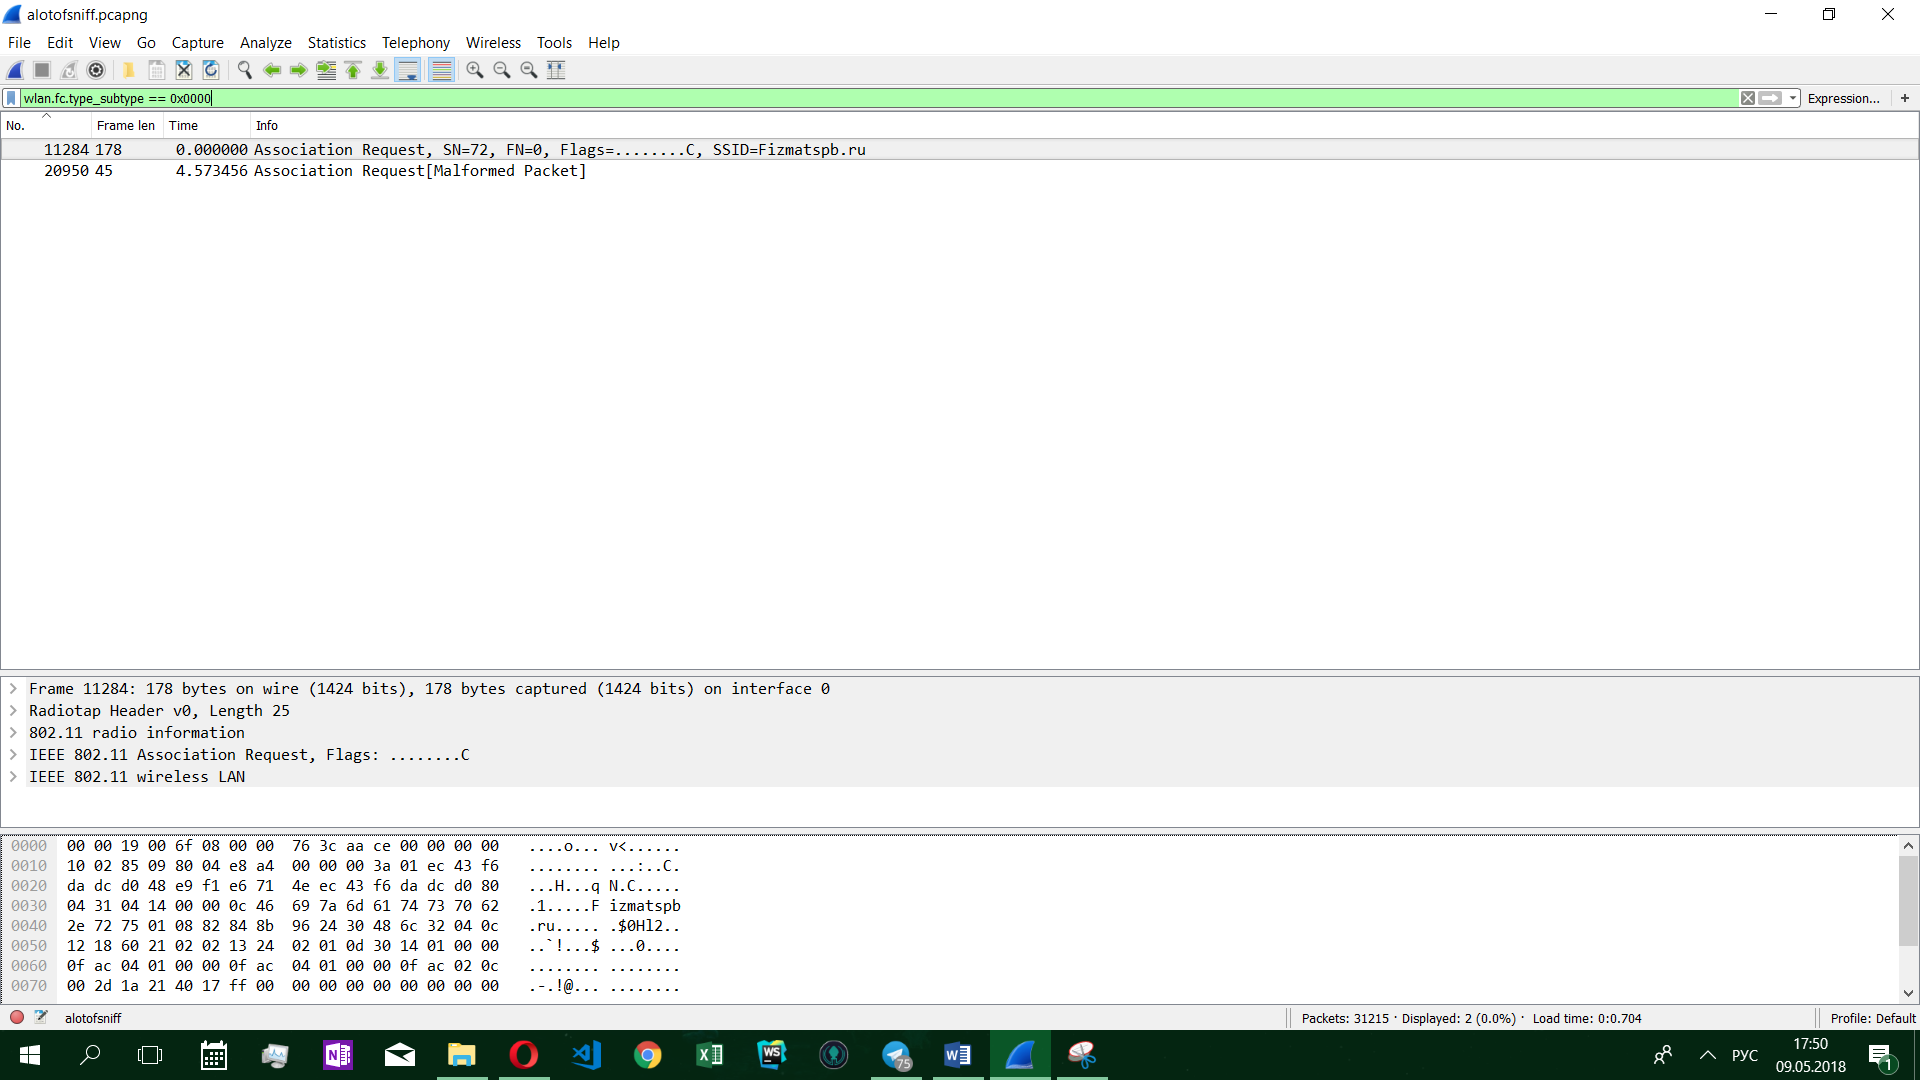 alotofsniff.pcapng
File Edit View Go Capture Analyze Statistics Telephony Wireless Tools Help
wlan.fc.type_subtype == 0x0000 Expression... +
No. Frame len Time Info
11284 178 0.000000 Association Request, SN=72, FN=0, Flags=........C, SSID=Fizmatspb.ru
20950 45 4.573456 Association Request[Malformed Packet]
Frame 11284: 178 bytes on wire (1424 bits), 178 bytes captured (1424 bits) on interface 0
Radiotap Header v0, Length 25
802.11 radio information
IEEE 802.11 Association Request, Flags: ........C
IEEE 802.11 wireless LAN
0000 00 00 19 00 6f 08 00 00 76 3c aa ce 00 00 00 00 ....o... v<......
0010 10 02 85 09 80 04 e8 a4 00 00 00 3a 01 ec 43 f6 ........ ...:..C.
0020 da dc d0 48 e9 f1 e6 71 4e ec 43 f6 da dc d0 80 ...H...q N.C.....
0030 04 31 04 14 00 00 0c 46 69 7a 6d 61 74 73 70 62 .1.....F izmatspb
0040 2e 72 75 01 08 82 84 8b 96 24 30 48 6c 32 04 0c .ru..... .$0Hl2..
0050 12 18 60 21 02 02 13 24 02 01 0d 30 14 01 00 00 ..`!...$ ...0....
0060 0f ac 04 01 00 00 0f ac 04 01 00 00 0f ac 02 0c ........ ........
0070 00 2d 1a 21 40 17 ff 00 00 00 00 00 00 00 00 00 .-.!@... ........
alotofsniff Packets: 31215 · Displayed: 2 (0.0%) · Load time: 0:0.704 Profile: Default
N WS 75 W РУС 17:50 1
09.05.2018